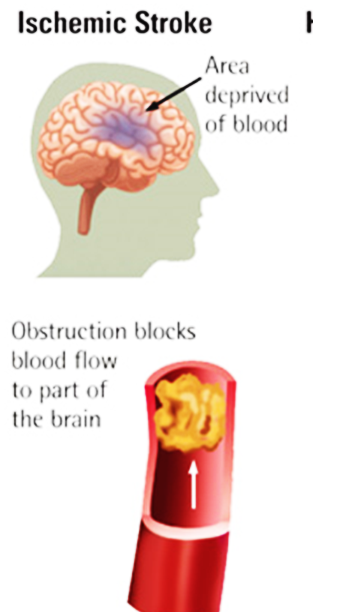 Ischemic Stroke
Area
deprived
of blood
Obstruction blocks
blood flow
to part of
the brain